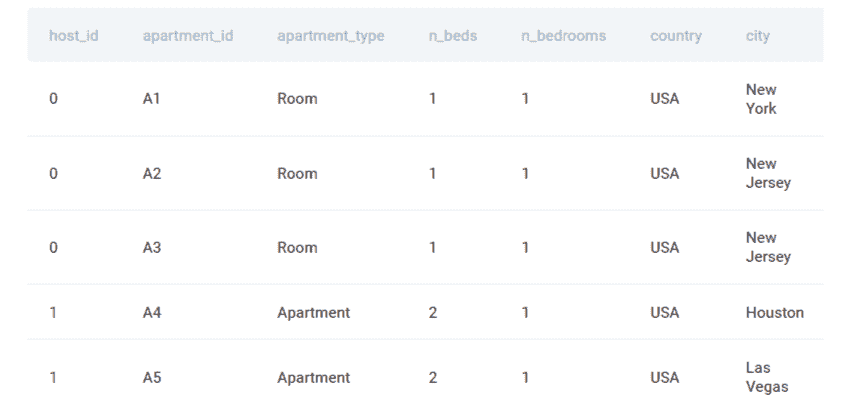 host_id apartment_id apartment_type n_beds n_bedrooms country city
0 A1 Room 1 1 USA New York
0 A2 Room 1 1 USA New Jersey
0 A3 Room 1 1 USA New Jersey
1 A4 Apartment 2 1 USA Houston
1 A5 Apartment 2 1 USA Las Vegas